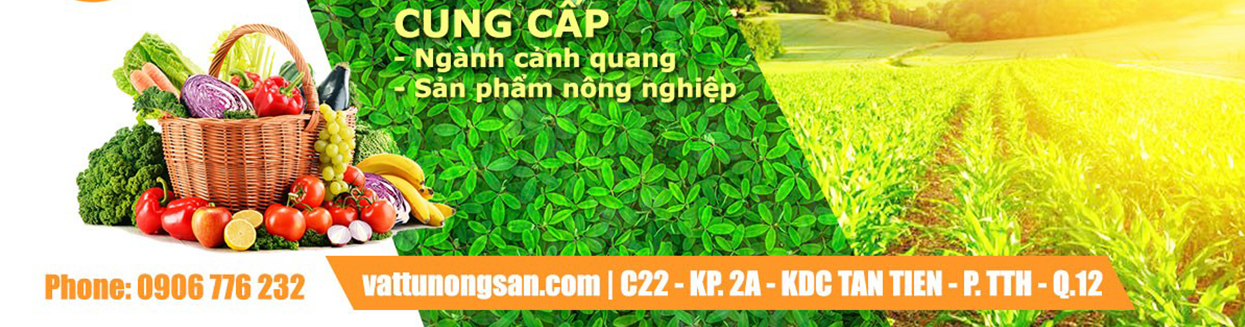 CUNG CẤP
- Ngành cảnh quang
- Sản phẩm nông nghiệp
Phone: 0906 776 232
vattunongsan.com | C22 - KP. 2A - KDC TAN TIEN - P. TTH - Q.12